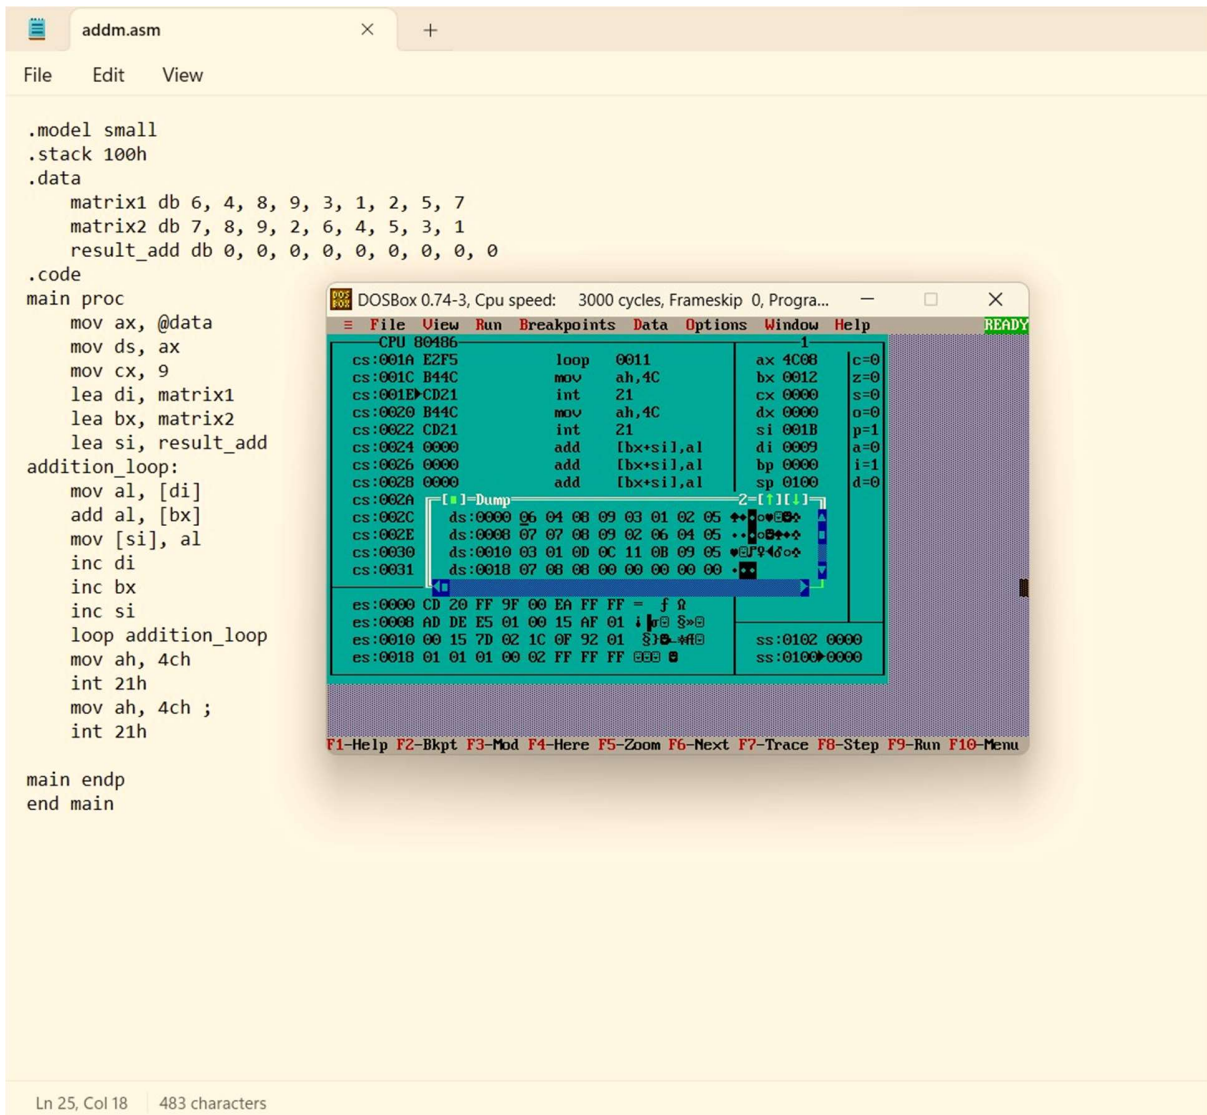 addm.asm
File Edit View
.model small
.stack 100h
.data
matrix1 db 6, 4, 8, 9, 3, 1, 2, 5, 7
matrix2 db 7, 8, 9, 2, 6, 4, 5, 3, 1
result_add db 0, 0, 0, 0, 0, 0, 0, 0, 0
.code
main proc
mov ax, @data
mov ds, ax
mov cx, 9
lea di, matrix1
lea bx, matrix2
lea si, result_add
addition_loop:
mov al, [di]
add al, [bx]
mov [si], al
inc di
inc bx
inc si
loop addition_loop
mov ah, 4ch
int 21h
mov ah, 4ch ;
int 21h
main endp
end main
DOS BOX
DOSBox 0.74-3, Cpu speed: 3000 cycles, Frameskip 0, Progra...
≡ File View Run Breakpoints Data Options Window Help READY
CPU 80486 1
cs:001A E2F5 loop 0011 ax 4C08 c=0
cs:001C B44C mov ah,4C bx 0012 z=0
cs:001E CD21 int 21 cx 0000 s=0
cs:0020 B44C mov ah,4C dx 0000 o=0
cs:0022 CD21 int 21 si 001B p=1
cs:0024 0000 add [bx+si],al di 0009 a=0
cs:0026 0000 add [bx+si],al bp 0000 i=1
cs:0028 0000 add [bx+si],al sp 0100 d=0
cs:002A Dump 2
cs:002C ds:0000 06 04 08 09 03 01 02 05
cs:002E ds:0008 07 07 08 09 02 06 04 05
cs:0030 ds:0010 03 01 0D 0C 11 0B 09 05
cs:0031 ds:0018 07 08 08 00 00 00 00 00
es:0000 CD 20 FF 9F 00 EA FF FF
es:0008 AD DE E5 01 00 15 AF 01
es:0010 00 15 7D 02 1C 0F 92 01 ss:0102 0000
es:0018 01 01 01 00 02 FF FF FF ss:0100 0000
F1-Help F2-Bkpt F3-Mod F4-Here F5-Zoom F6-Next F7-Trace F8-Step F9-Run F10-Menu
Ln 25, Col 18 483 characters